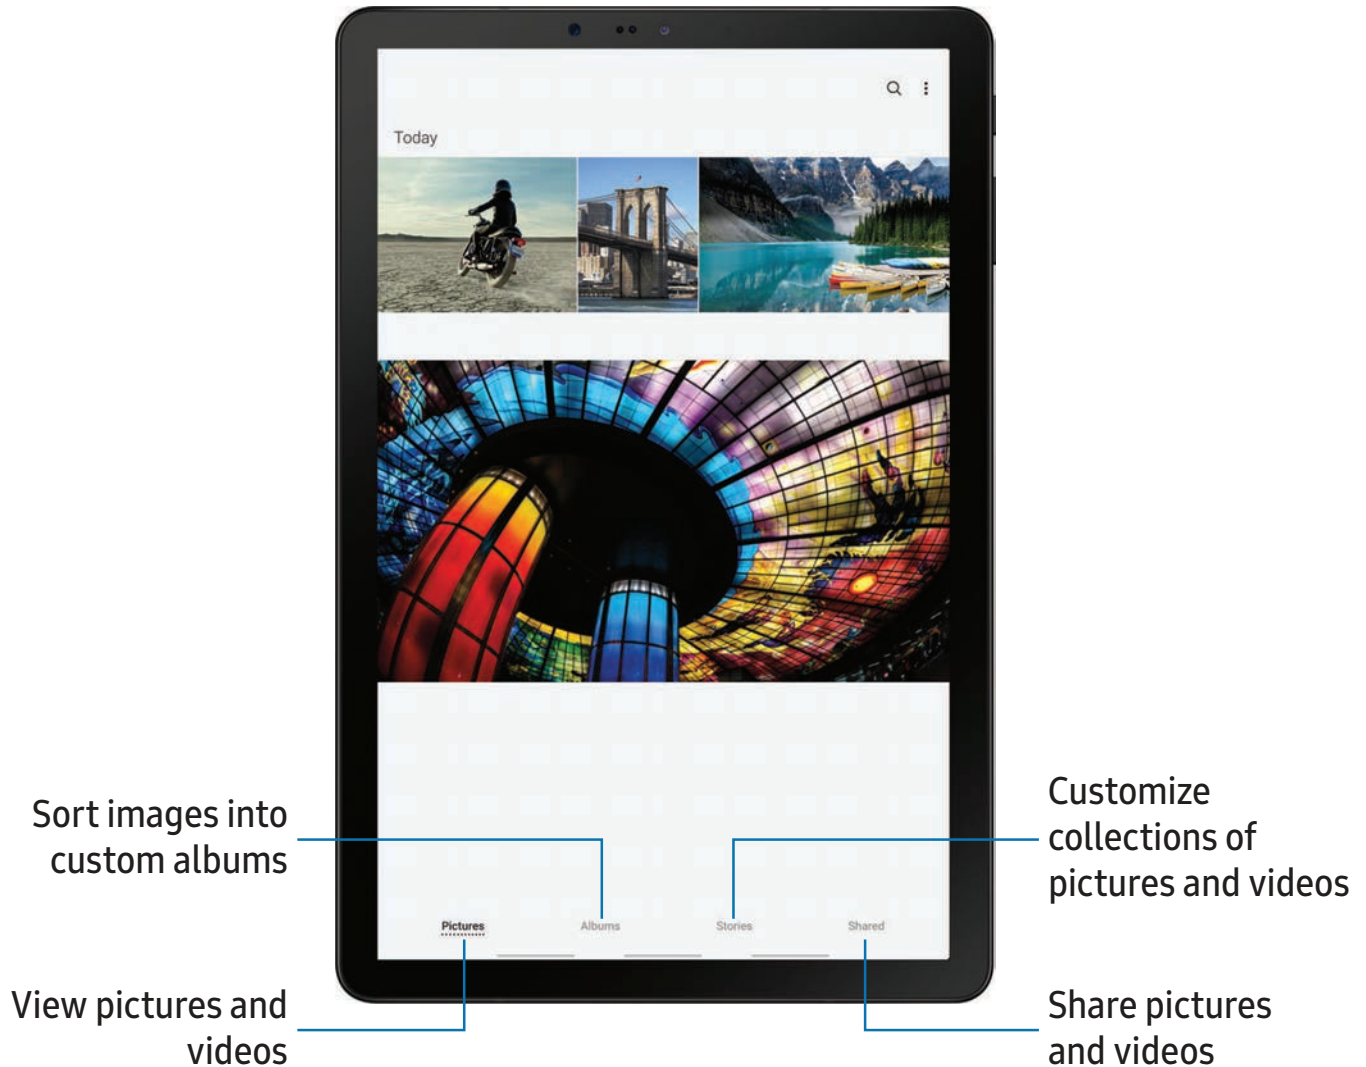 Today
Sort images into
custom albums
Customize
collections of
pictures and videos
Pictures
Albums
Stories
Shared
View pictures and
videos
Share pictures
and videos